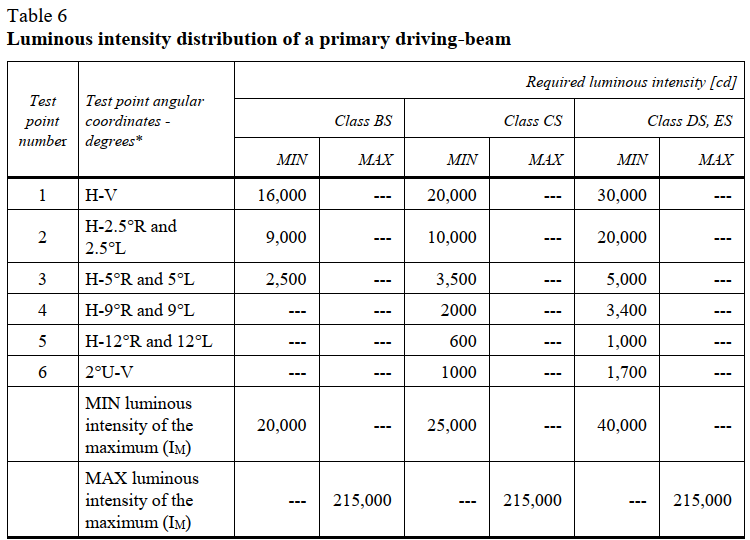 Table 6
Luminous intensity distribution of a primary driving-beam
Required luminous intensity [cd]
Test point number
Test point angular coordinates - degrees*
Class BS
Class CS
Class DS, ES
MIN MAX MIN MAX MIN MAX
1 H-V 16,000 --- 20,000 --- 30,000 ---
2 H-2.5°R and
2.5°L 9,000 --- 10,000 --- 20,000 ---
3 H-5°R and 5°L 2,500 --- 3,500 --- 5,000 ---
4 H-9°R and 9°L --- --- 2000 --- 3,400 ---
5 H-12°R and 12°L --- --- 600 --- 1,000 ---
6 2°U-V --- --- 1000 --- 1,700 ---
MIN luminous
intensity of the
maximum (IM) 20,000 --- 25,000 --- 40,000 ---
MAX luminous
intensity of the
maximum (IM) --- 215,000 --- 215,000 --- 215,000